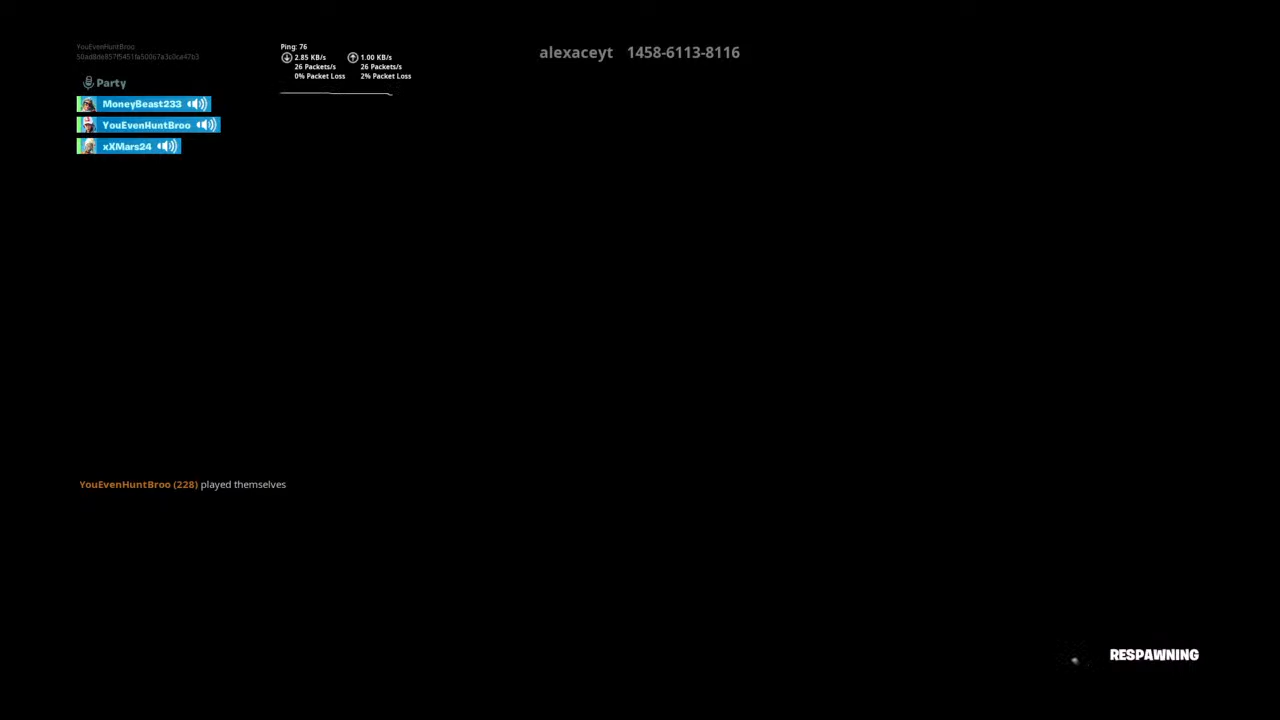 YouEvenHuntBroo
Ping: 76
2.85 KB/s 1.00 KB/s
26 Packets/s 26 Packets/s
0% Packet Loss 2% Packet Loss
alexaceyt 1458-6113-8116
Party
MoneyBeast233
YouEvenHuntBroo
xXMars24
YouEvenHuntBroo (228) played themselves
RESPAWNING